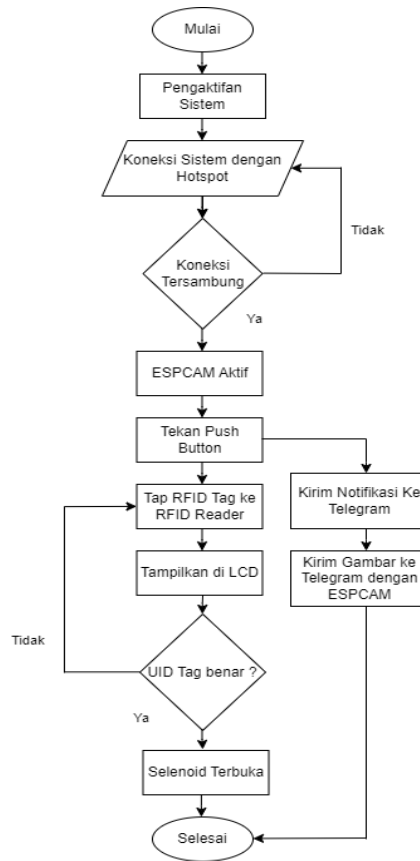 Mulai
Pengaktifan
Sistem
Koneksi Sistem dengan
Hotspot
Tidak
Koneksi
Tersambung
Ya
ESPCAM Aktif
Tekan Push
Button
Tap RFID Tag ke
RFID Reader
Kirim Notifikasi Ke
Telegram
Tampilkan di LCD
Kirim Gambar ke
Telegram dengan
ESPCAM
Tidak
UID Tag benar ?
Ya
Selenoid Terbuka
Selesai